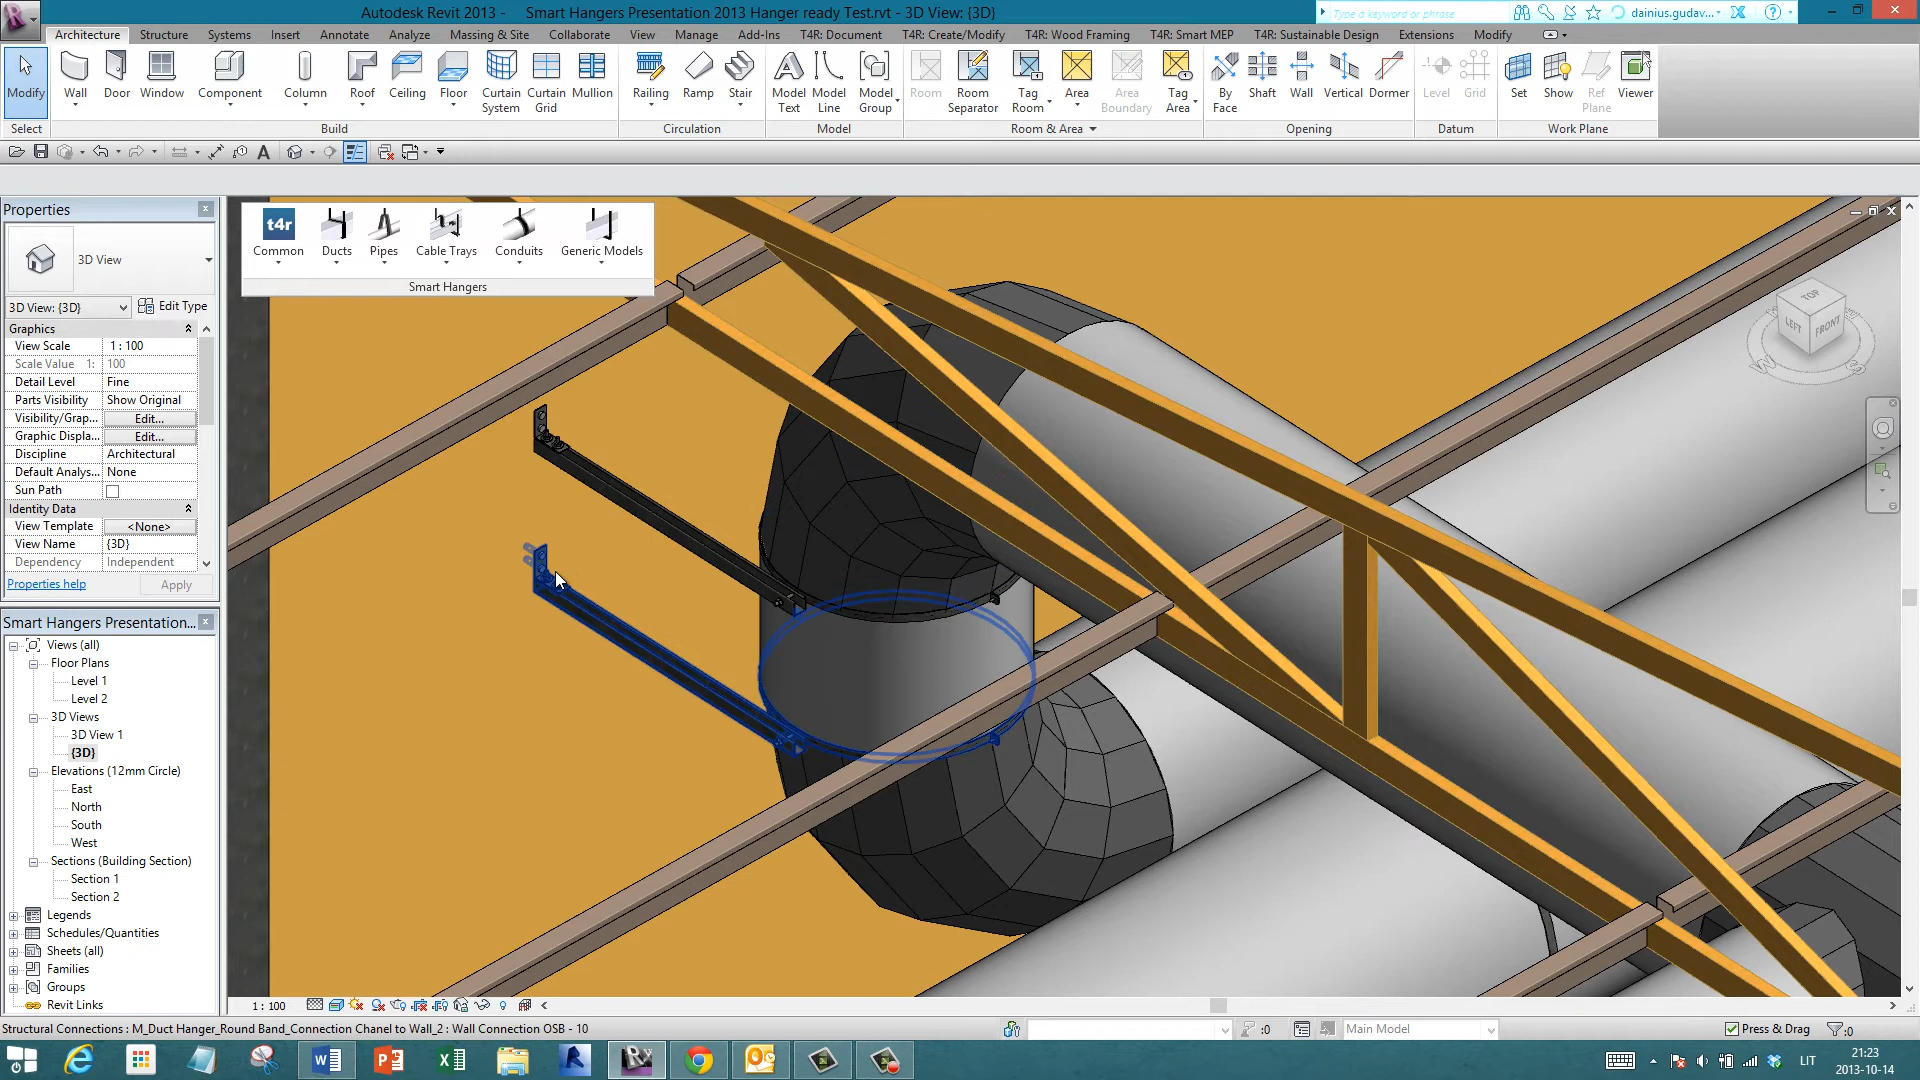 Autodesk Revit 2013 - Smart Hangers Presentation 2013 Hanger ready Test.rvt - 3D View: {3D}
Type a keyword or phrase
dainius.gudav...
Architecture Structure Systems Insert Annotate Analyze Massing & Site Collaborate View Manage Add-Ins T4R: Document T4R: Create/Modify T4R: Wood Framing T4R: Smart MEP T4R: Sustainable Design Extensions Modify
Modify Wall Door Window Component Column Roof Ceiling Floor Curtain System Curtain Grid Mullion Railing Ramp Stair Model Text Model Line Model Group Room Room Separator Tag Room Area Area Boundary Tag Area By Face Shaft Wall Vertical Dormer Level Grid Set Show Ref Plane Viewer
Select Build Circulation Model Room & Area Opening Datum Work Plane
Properties
3D View
3D View: {3D} Edit Type
Graphics
View Scale 1 : 100
Scale Value 1: 100
Detail Level Fine
Parts Visibility Show Original
Visibility/Grap... Edit...
Graphic Displa... Edit...
Discipline Architectural
Default Analys... None
Sun Path
Identity Data
View Template <None>
View Name {3D}
Dependency Independent
Properties help Apply
Smart Hangers Presentation...
Views (all)
Floor Plans
Level 1
Level 2
3D Views
3D View 1
{3D}
Elevations (12mm Circle)
East
North
South
West
Sections (Building Section)
Section 1
Section 2
Legends
Schedules/Quantities
Sheets (all)
Families
Groups
Revit Links
t4r
Common Ducts Pipes Cable Trays Conduits Generic Models
Smart Hangers
TOP
LEFT FRONT
W S
1 : 100
Structural Connections : M_Duct Hanger_Round Band_Connection Chanel to Wall_2 : Wall Connection OSB - 10
:0 Main Model Press & Drag :0
LIT
21:23
2013-10-14